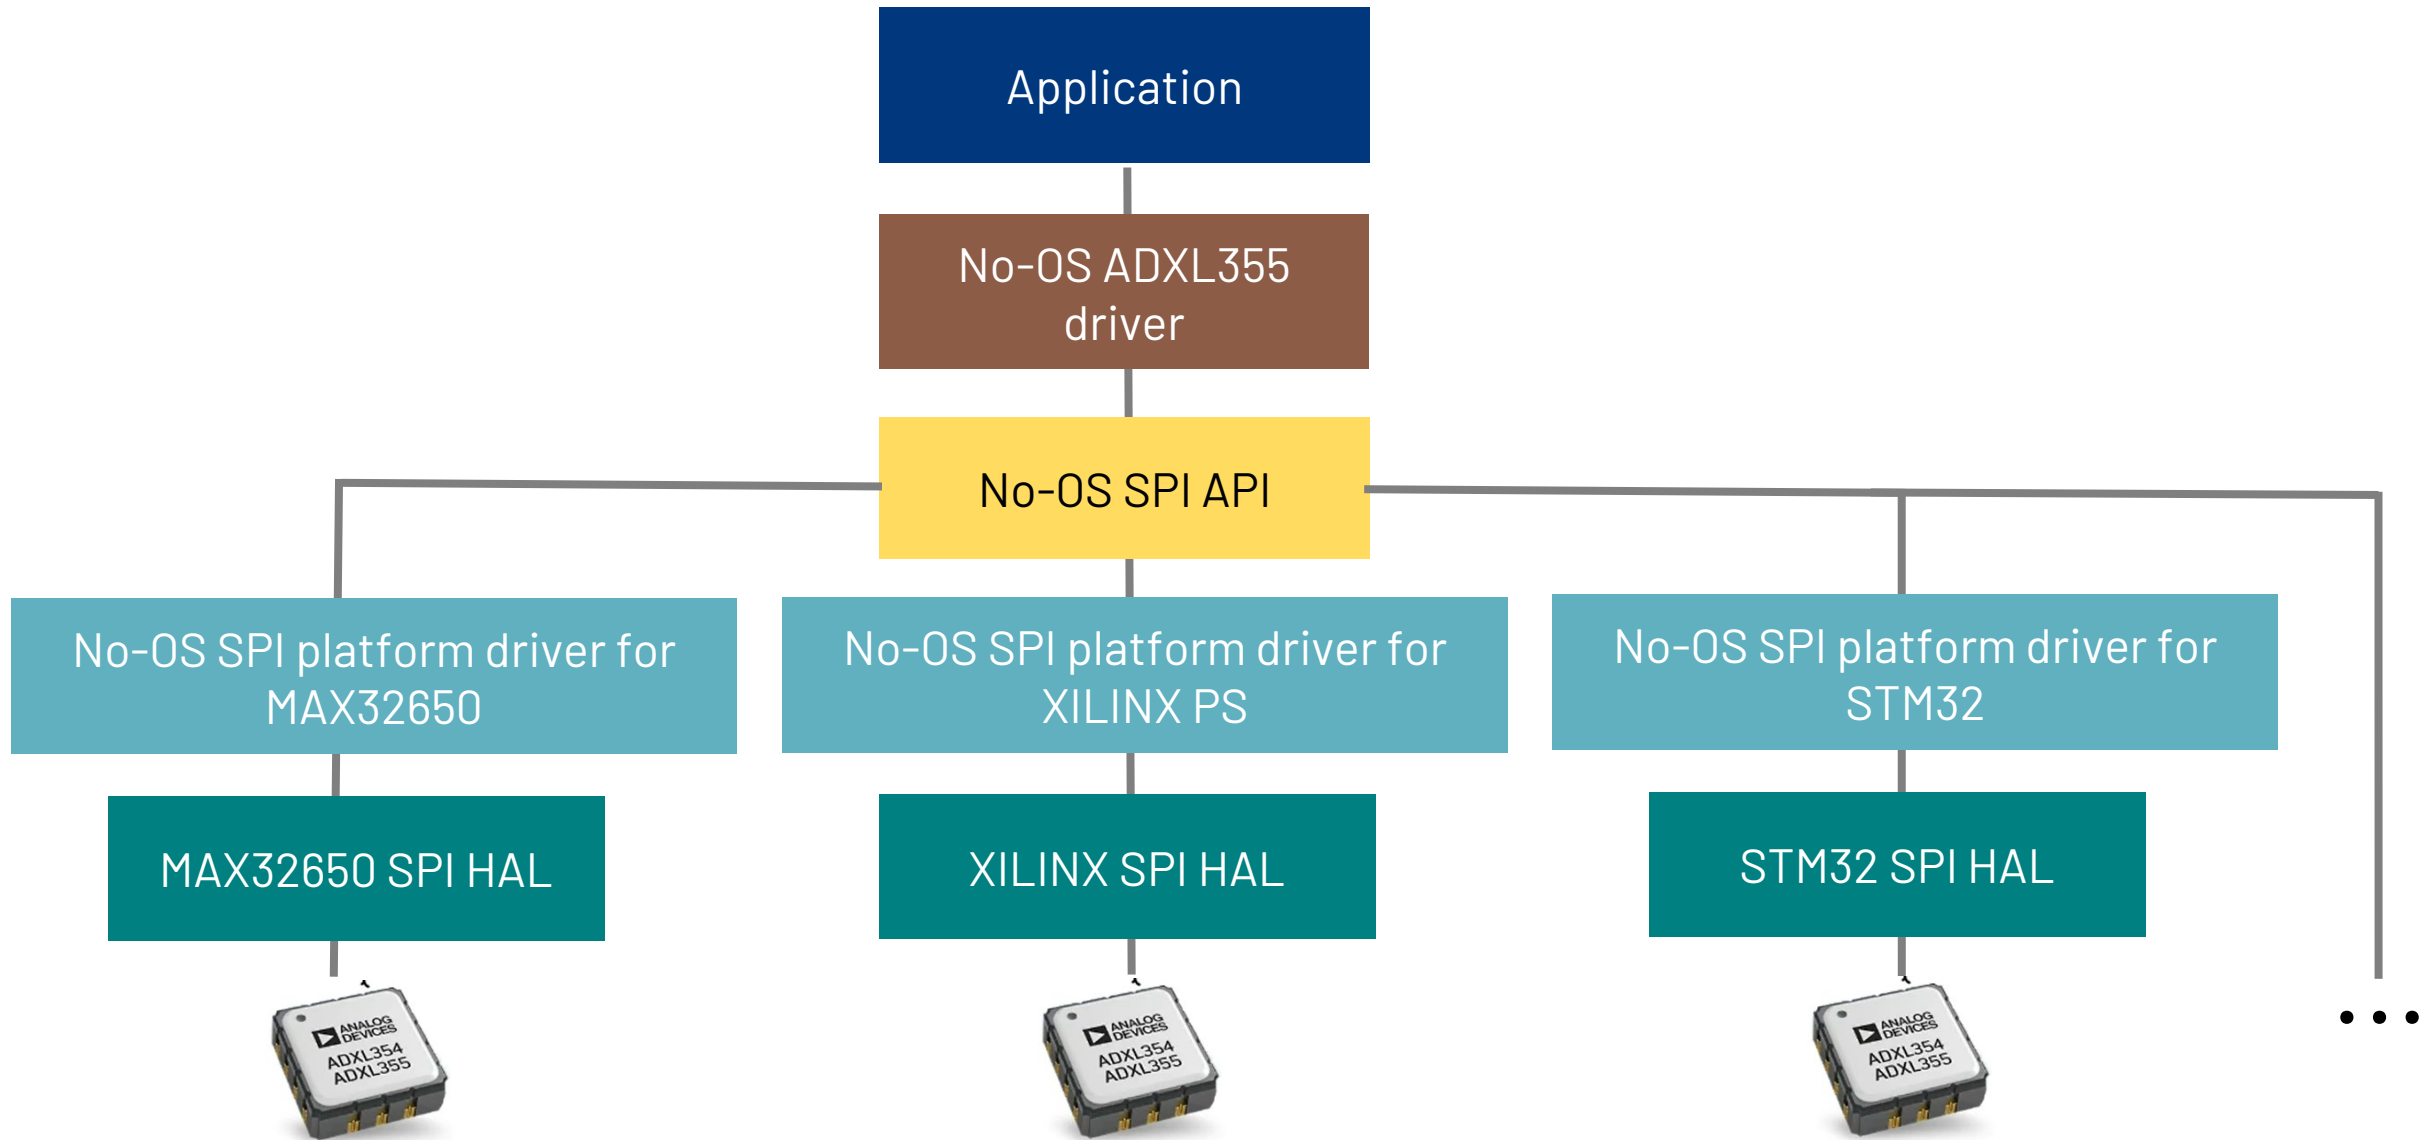 Application
No-OS ADXL355
driver
No-OS SPI API
No-OS SPI platform driver for
MAX32650
No-OS SPI platform driver for
XILINX PS
No-OS SPI platform driver for
STM32
MAX32650 SPI HAL
XILINX SPI HAL
STM32 SPI HAL
ANALOG
DEVICES
ADXL354
ADXL355
ANALOG
DEVICES
ADXL354
ADXL355
ANALOG
DEVICES
ADXL354
ADXL355
...